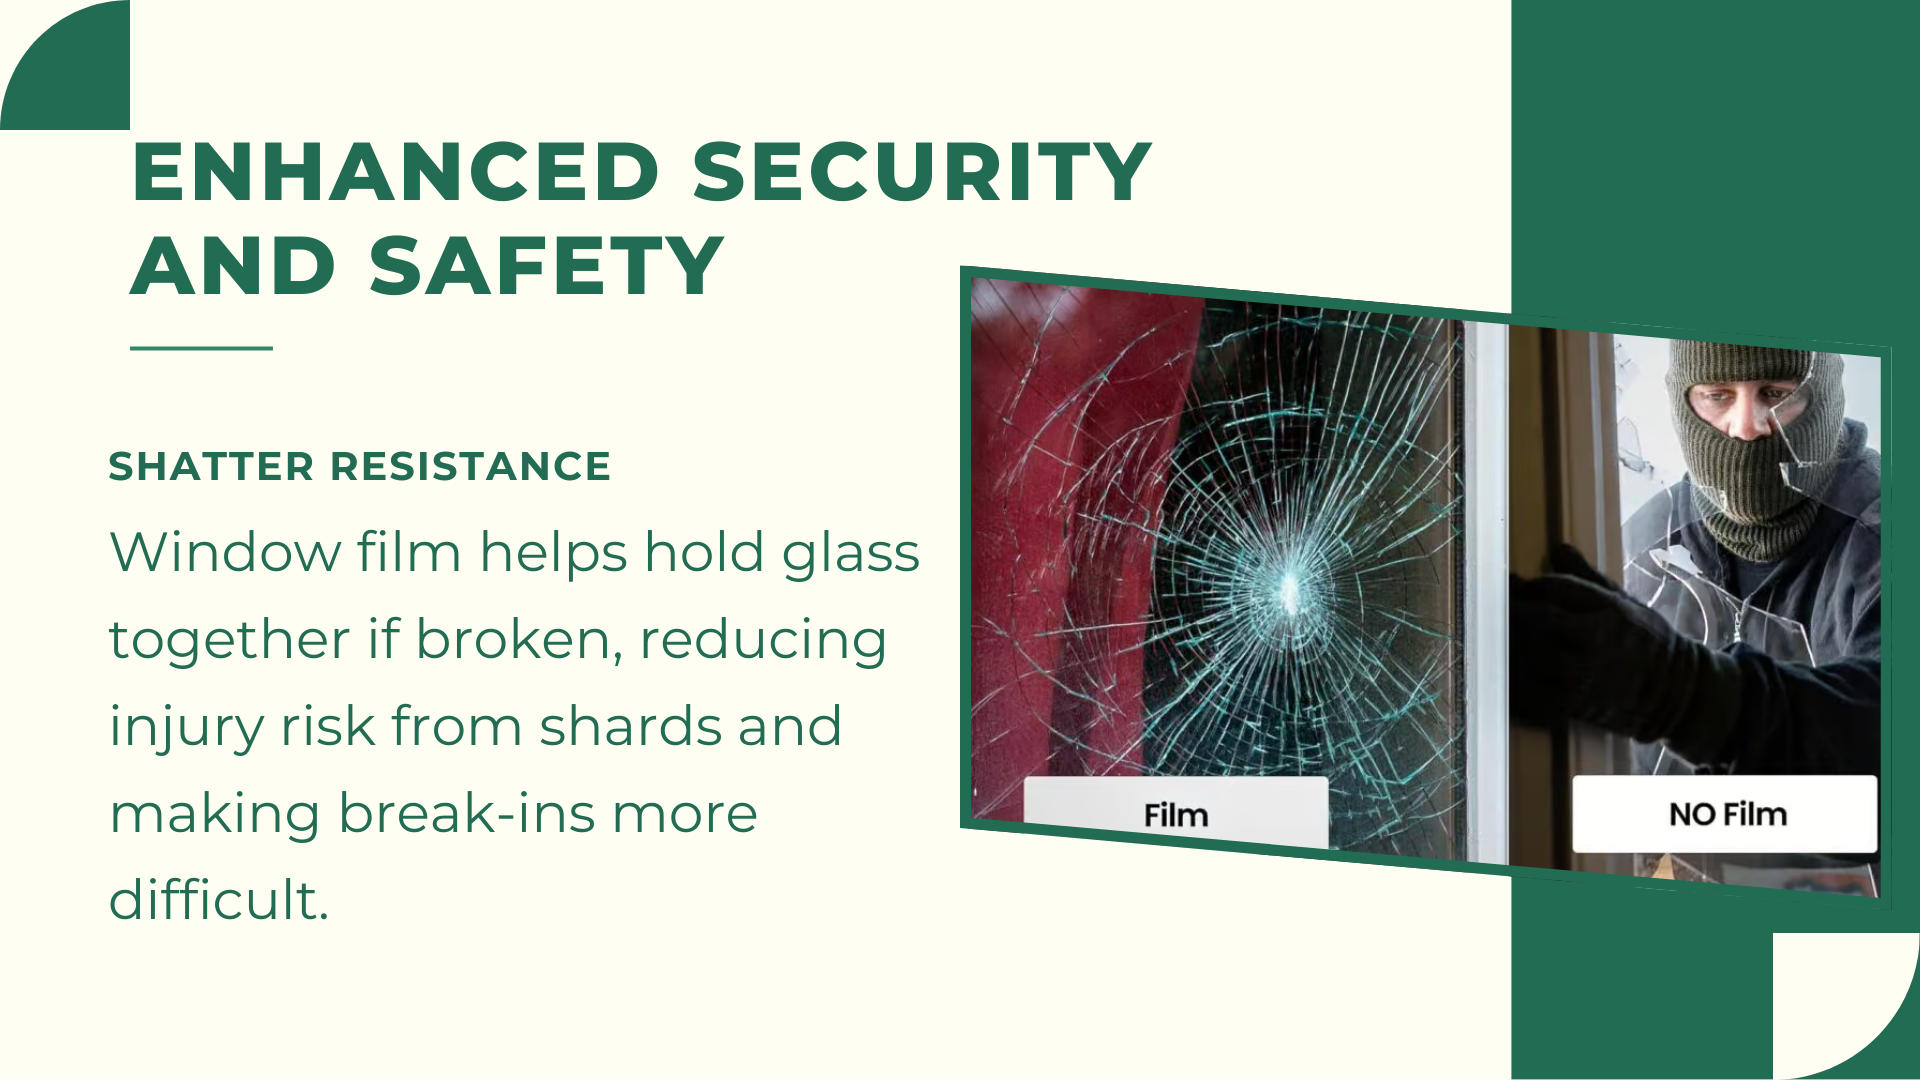 ENHANCED SECURITY
AND SAFETY
SHATTER RESISTANCE
Window film helps hold glass
together if broken, reducing
injury risk from shards and
making break-ins more
difficult.
Film
NO Film